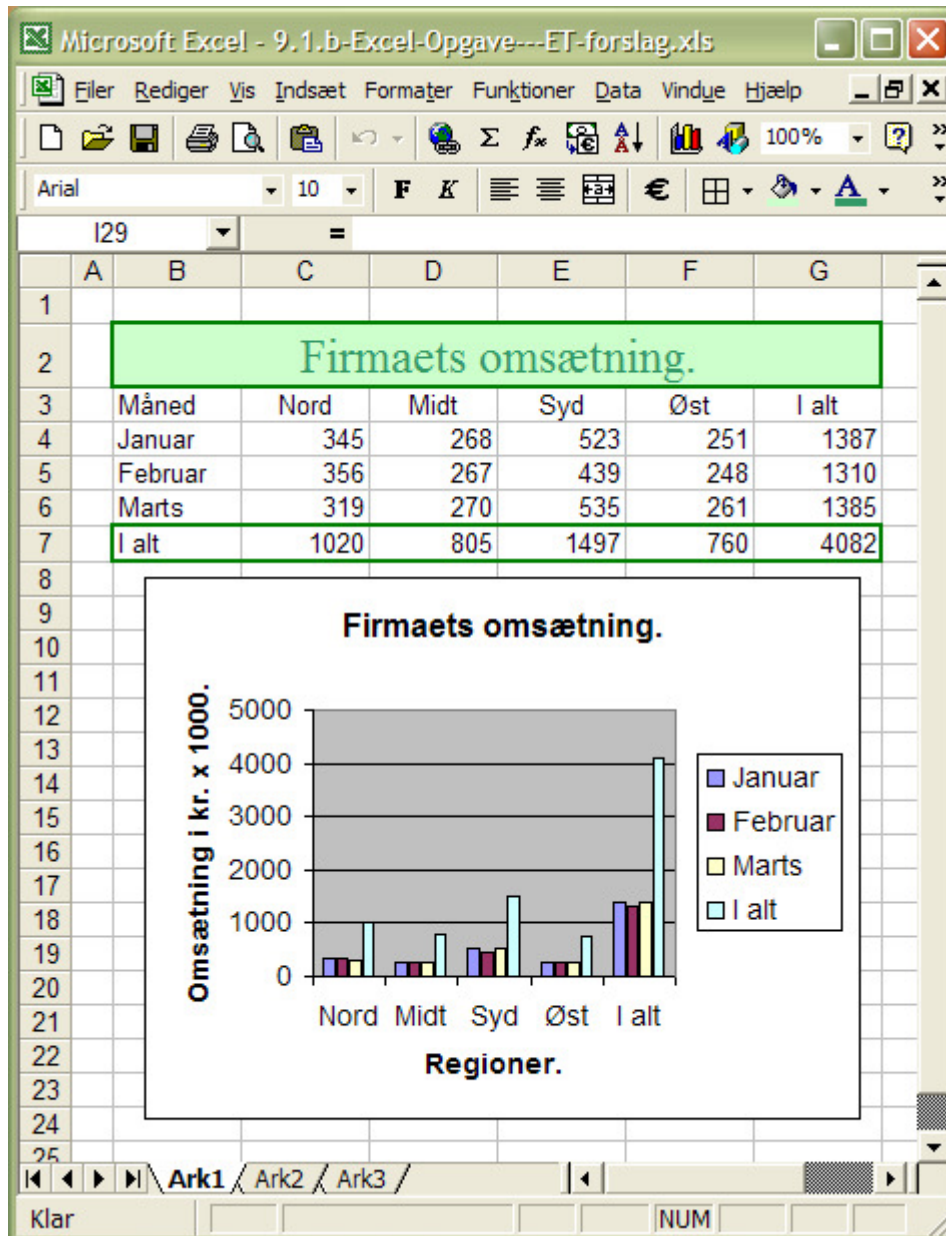 Microsoft Excel - 9.1.b-Excel-Opgave---ET-forslag.xls
Filer Rediger Vis Indsæt Formater Funktioner Data Vindue Hjælp
100%
Arial 10 F K
I29 =
A B C D E F G
1
2 Firmaets omsætning.
3 Måned Nord Midt Syd Øst I alt
4 Januar 345 268 523 251 1387
5 Februar 356 267 439 248 1310
6 Marts 319 270 535 261 1385
7 I alt 1020 805 1497 760 4082
8
9
10
11
12
13
14
15
16
17
18
19
20
21
22
23
24
25
Firmaets omsætning.
Omsætning i kr. x 1000.
5000
4000
3000
2000
1000
0
Nord Midt Syd Øst I alt
Regioner.
Januar
Februar
Marts
I alt
Ark1 Ark2 Ark3
Klar NUM